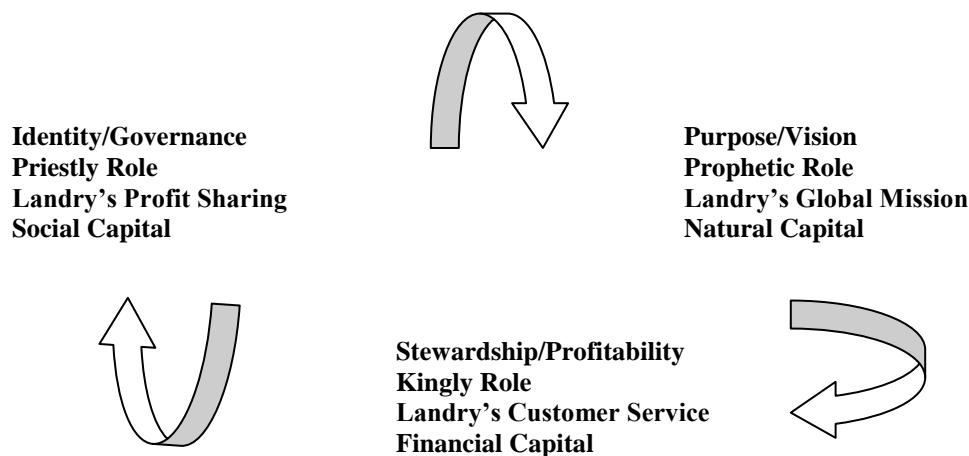 Identity/Governance
Priestly Role
Landry’s Profit Sharing
Social Capital
Purpose/Vision
Prophetic Role
Landry’s Global Mission
Natural Capital
Stewardship/Profitability
Kingly Role
Landry’s Customer Service
Financial Capital